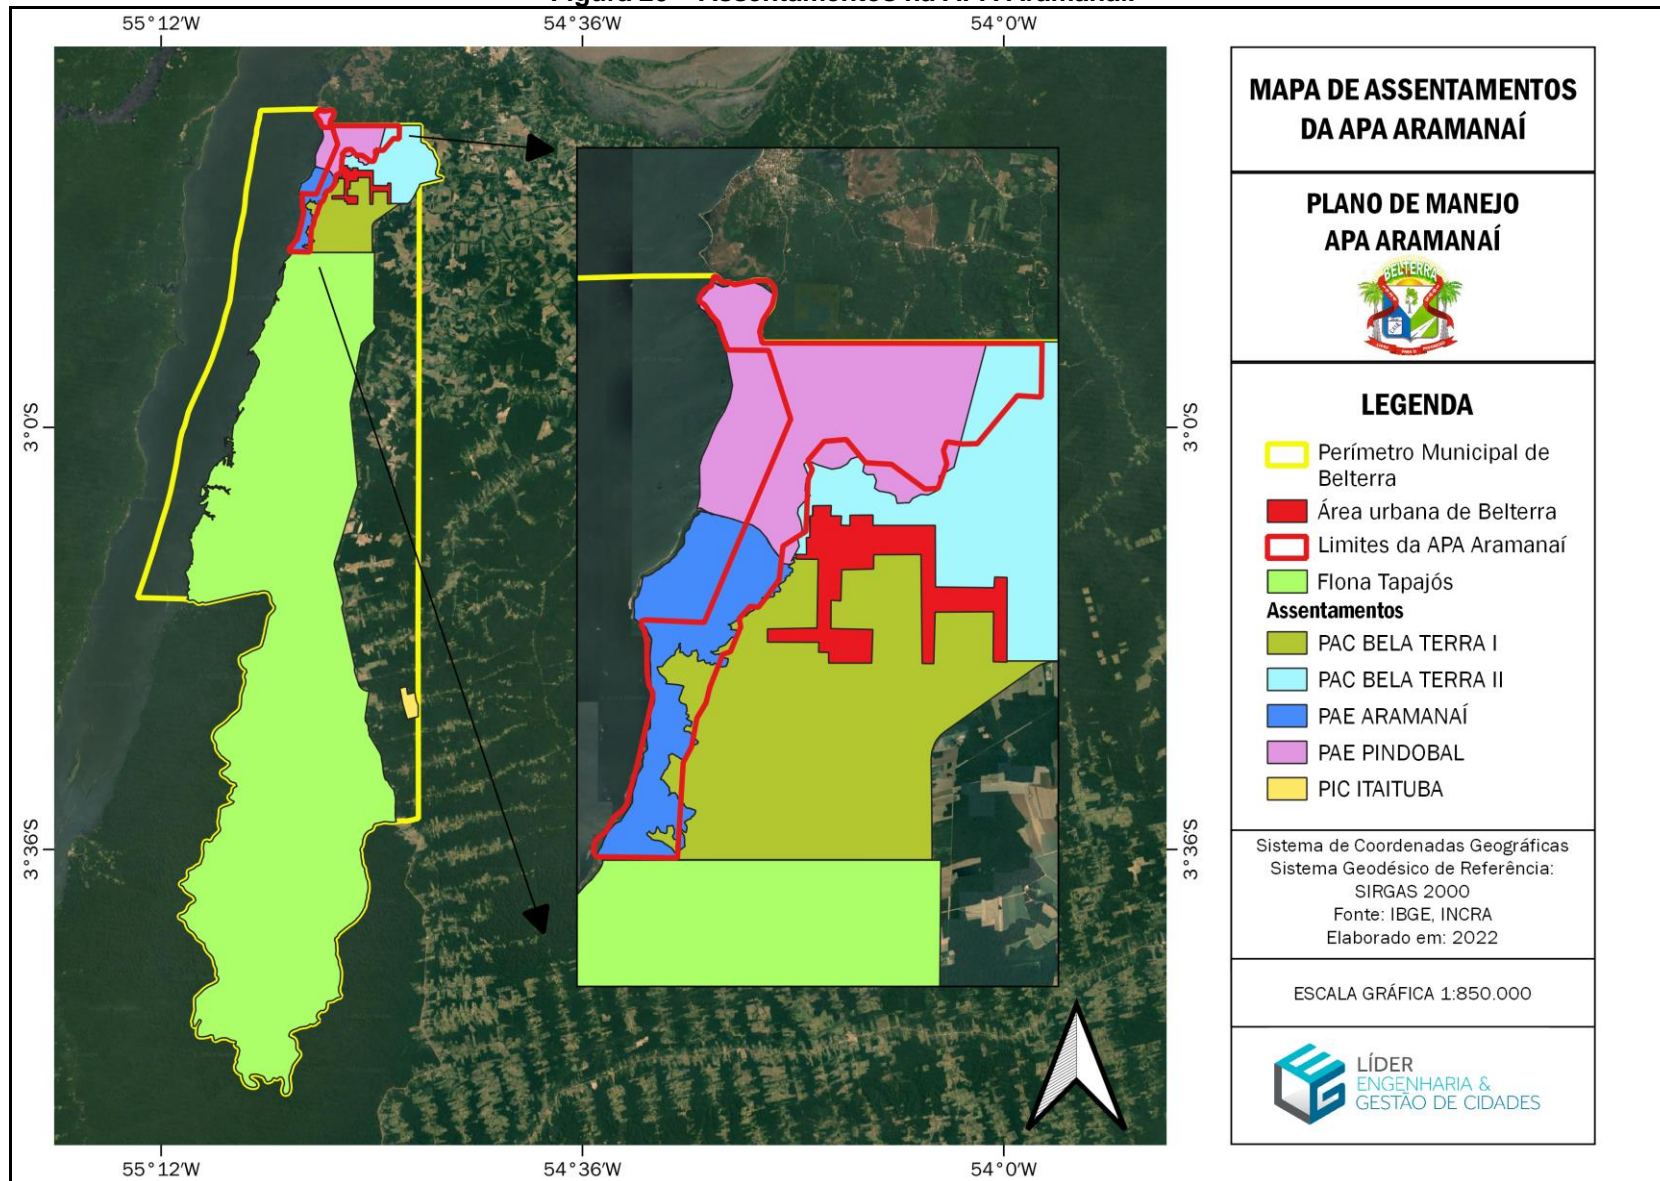 55°12'W
54°36'W
54°0'W
3°0'S
3°0'S
3°36'S
3°36'S
55°12'W
54°36'W
54°0'W
MAPA DE ASSENTAMENTOS
DA APA ARAMANAÍ
PLANO DE MANEJO
APA ARAMANAÍ
BELTERRA
LEGENDA
Perímetro Municipal de
Belterra
Área urbana de Belterra
Limites da APA Aramanaí
Flona Tapajós
Assentamentos
PAC BELA TERRA I
PAC BELA TERRA II
PAE ARAMANAÍ
PAE PINDOBAL
PIC ITAITUBA
Sistema de Coordenadas Geográficas
Sistema Geodésico de Referência:
SIRGAS 2000
Fonte: IBGE, INCRA
Elaborado em: 2022
ESCALA GRÁFICA 1:850.000
LÍDER
ENGENHARIA &
GESTÃO DE CIDADES